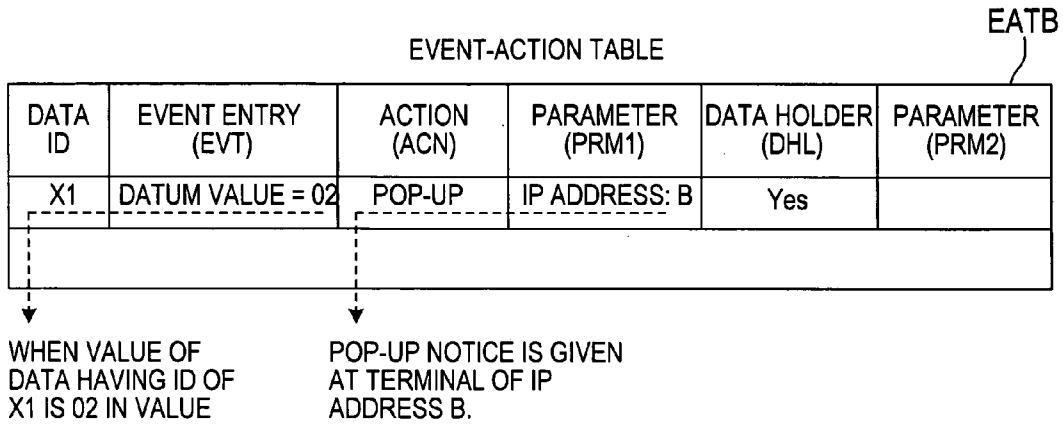 EATB
EVENT-ACTION TABLE
DATA ID
EVENT ENTRY (EVT)
ACTION (ACN)
PARAMETER (PRM1)
DATA HOLDER (DHL)
PARAMETER (PRM2)
X1
DATUM VALUE = 02
POP-UP
IP ADDRESS: B
Yes
WHEN VALUE OF
DATA HAVING ID OF
X1 IS 02 IN VALUE
POP-UP NOTICE IS GIVEN
AT TERMINAL OF IP
ADDRESS B.